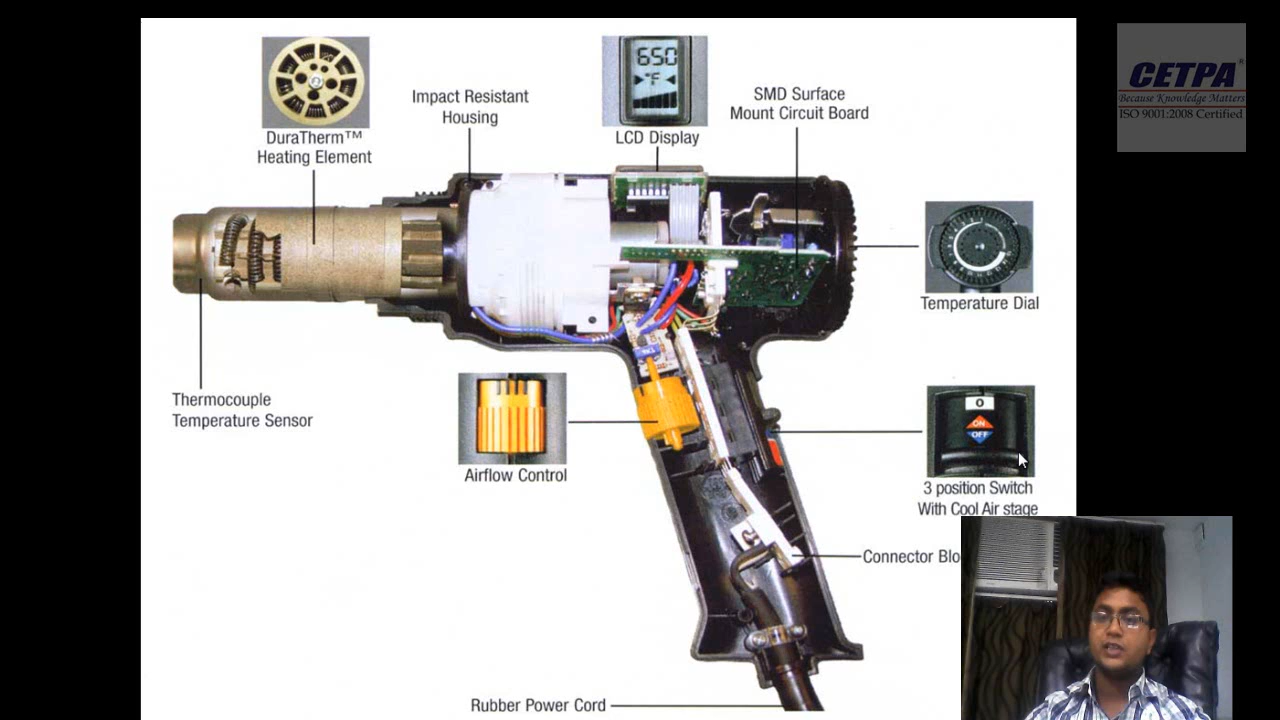 CETPA®
Because Knowledge Matters
ISO 9001:2008 Certified
650
°F
DuraTherm™
Heating Element
Impact Resistant
Housing
LCD Display
SMD Surface
Mount Circuit Board
Temperature Dial
Thermocouple
Temperature Sensor
Airflow Control
O
ON
OFF
3 position Switch
With Cool Air stage
Connector Blo
Rubber Power Cord